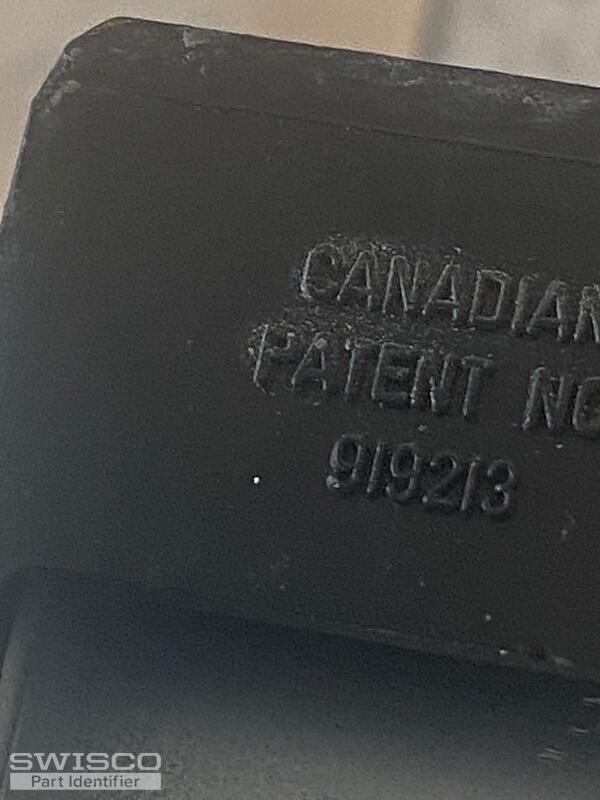 CANADIAN
PATENT NO
919213
SWISCO
Part Identifier